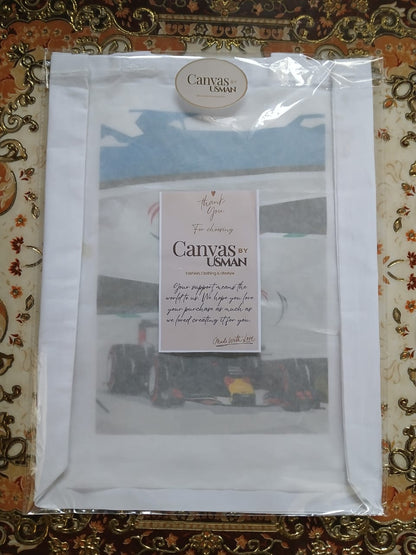 Canvas BY
USMAN
thank
you
For choosing
Canvas BY
USMAN
Fashion, Clothing & Lifestyle
Your support means the
world to us. We hope you love
your purchase as much as
we loved creating it for you.
Made With Love